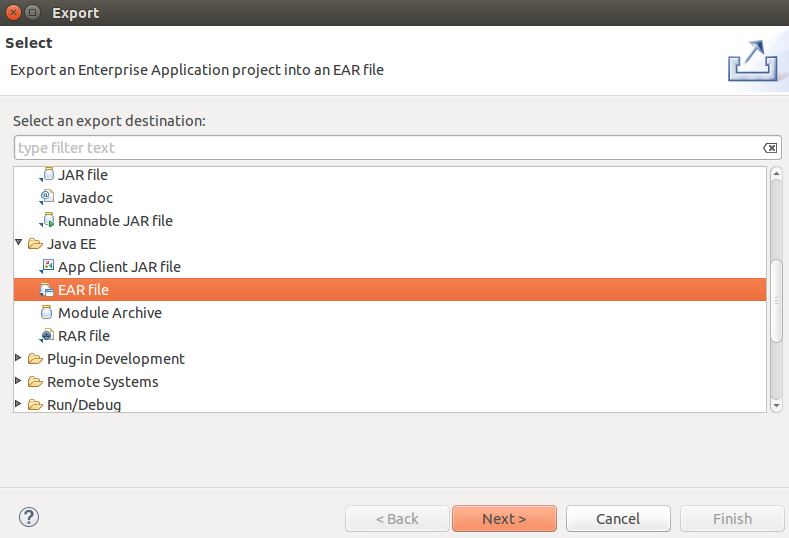 Export
Select
Export an Enterprise Application project into an EAR file
Select an export destination:
type filter text
JAR file
Javadoc
Runnable JAR file
Java EE
App Client JAR file
EAR file
Module Archive
RAR file
Plug-in Development
Remote Systems
Run/Debug
?
< Back
Next >
Cancel
Finish